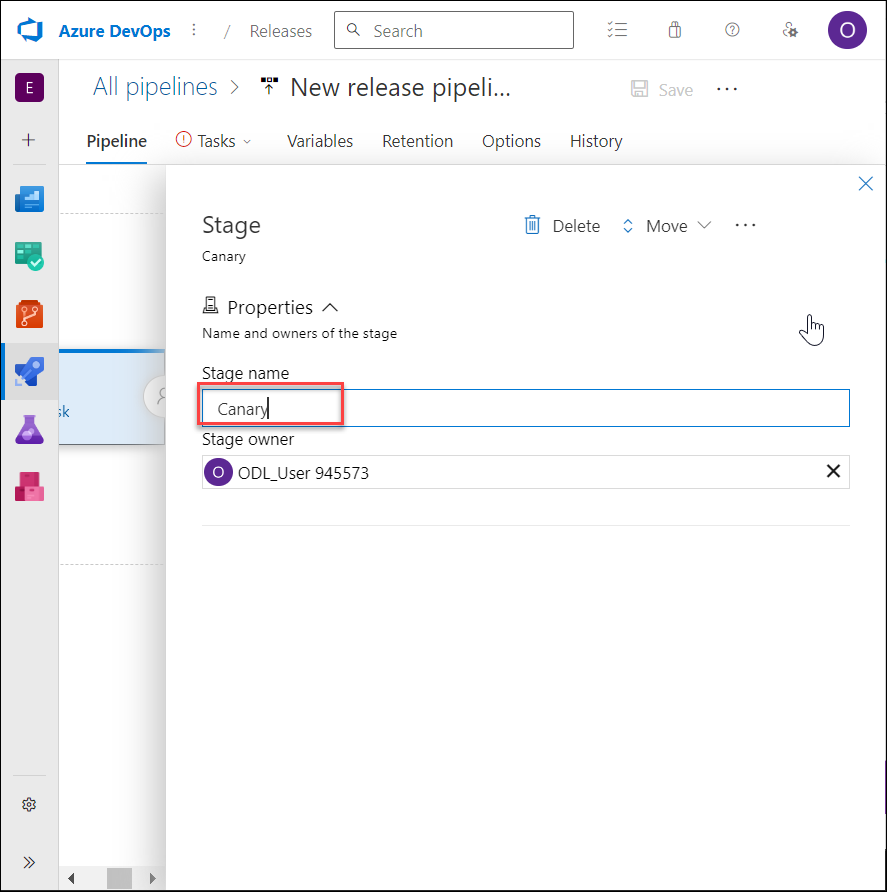 Azure DevOps / Releases Search O
E All pipelines > New release pipeli... Save ...
Pipeline Tasks Variables Retention Options History
Stage Delete Move ...
Canary
Properties
Name and owners of the stage
Stage name
Canary
sk
Stage owner
O ODL_User 945573